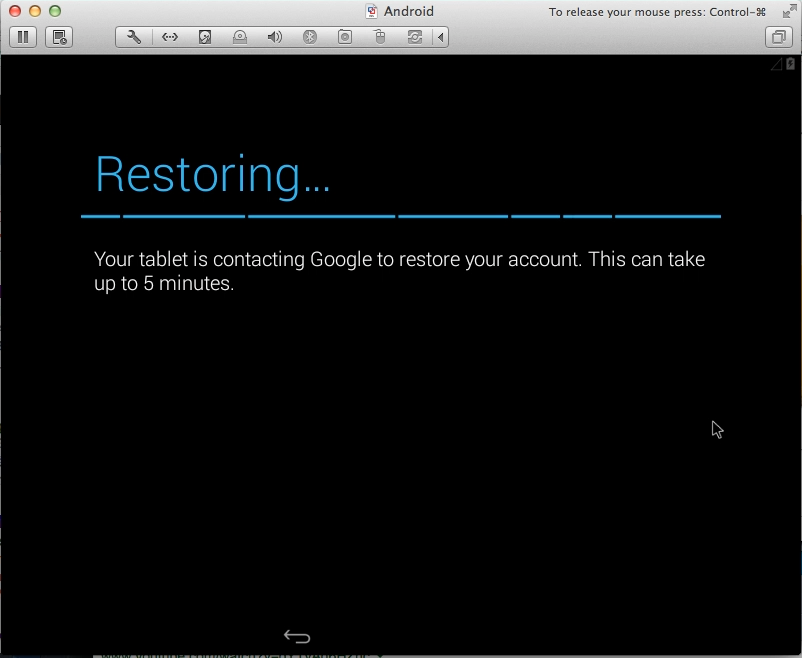 Android
To release your mouse press: Control-⌘
Restoring...
Your tablet is contacting Google to restore your account. This can take
up to 5 minutes.